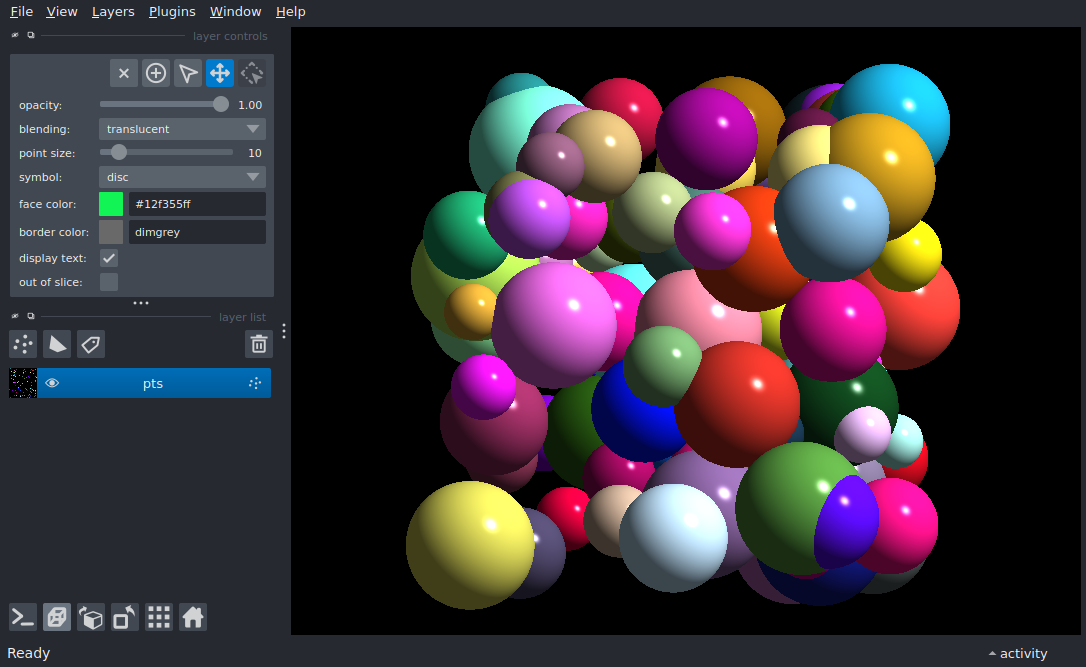 File View Layers Plugins Window Help
layer controls
opacity: 1.00
blending: translucent
point size: 10
symbol: disc
face color: #12f355ff
border color: dimgrey
display text:
out of slice:
layer list
pts
Ready activity